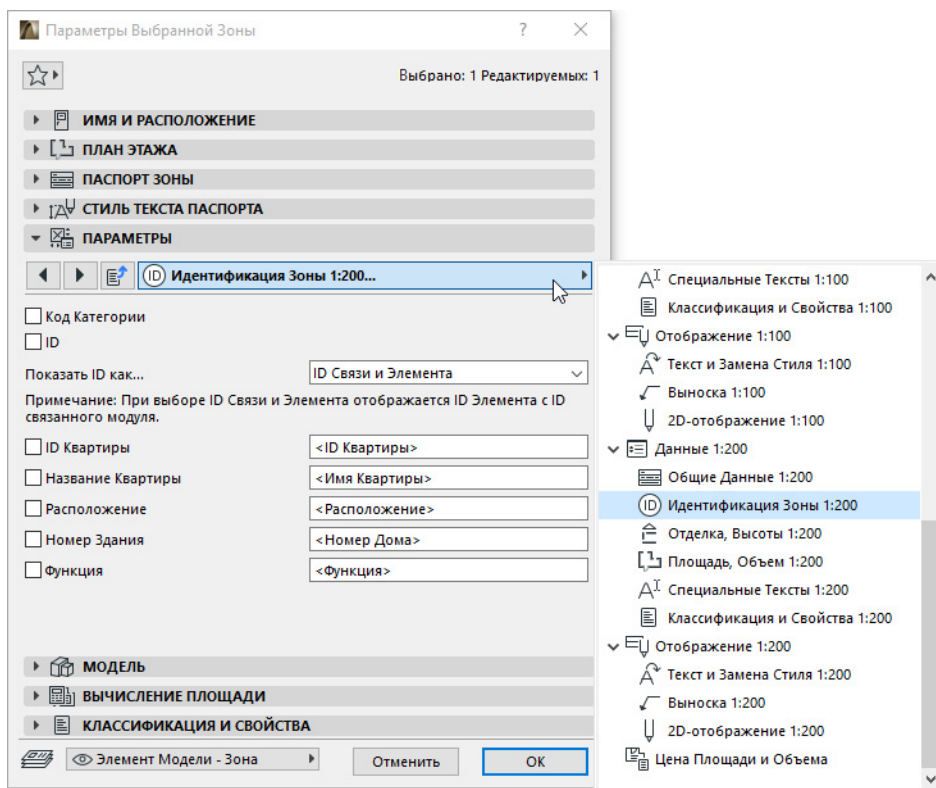 Параметры Выбранной Зоны
?
Выбрано: 1 Редактируемых: 1
ИМЯ И РАСПОЛОЖЕНИЕ
ПЛАН ЭТАЖА
ПАСПОРТ ЗОНЫ
СТИЛЬ ТЕКСТА ПАСПОРТА
ПАРАМЕТРЫ
ID Идентификация Зоны 1:200...
Код Категории
ID
Показать ID как...
ID Связи и Элемента
Примечание: При выборе ID Связи и Элемента отображается ID Элемента с ID
связанного модуля.
ID Квартиры
<ID Квартиры>
Название Квартиры
<Имя Квартиры>
Расположение
<Расположение>
Номер Здания
<Номер Дома>
Функция
<Функция>
МОДЕЛЬ
ВЫЧИСЛЕНИЕ ПЛОЩАДИ
КЛАССИФИКАЦИЯ И СВОЙСТВА
Элемент Модели - Зона
Отменить
OK
Специальные Тексты 1:100
Классификация и Свойства 1:100
Отображение 1:100
Текст и Замена Стиля 1:100
Выноска 1:100
2D-отображение 1:100
Данные 1:200
Общие Данные 1:200
ID Идентификация Зоны 1:200
Отделка, Высоты 1:200
Площадь, Объем 1:200
Специальные Тексты 1:200
Классификация и Свойства 1:200
Отображение 1:200
Текст и Замена Стиля 1:200
Выноска 1:200
2D-отображение 1:200
Цена Площади и Объема